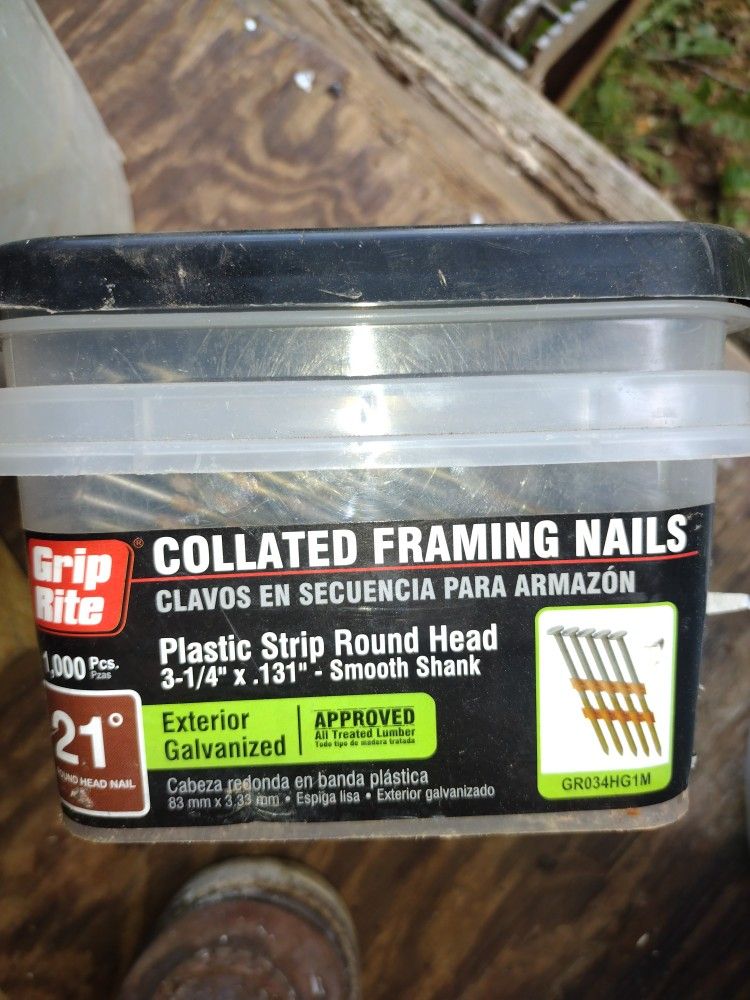 Grip Rite®
COLLATED FRAMING NAILS
CLAVOS EN SECUENCIA PARA ARMAZÓN
1,000 Pcs.
Pzas
Plastic Strip Round Head
3-1/4" x .131" - Smooth Shank
21°
ROUND HEAD NAIL
Exterior
Galvanized
APPROVED
All Treated Lumber
Todo tipo de madera tratada
Cabeza redonda en banda plástica
83 mm x 3,33 mm • Espiga lisa • Exterior galvanizado
GR034HG1M